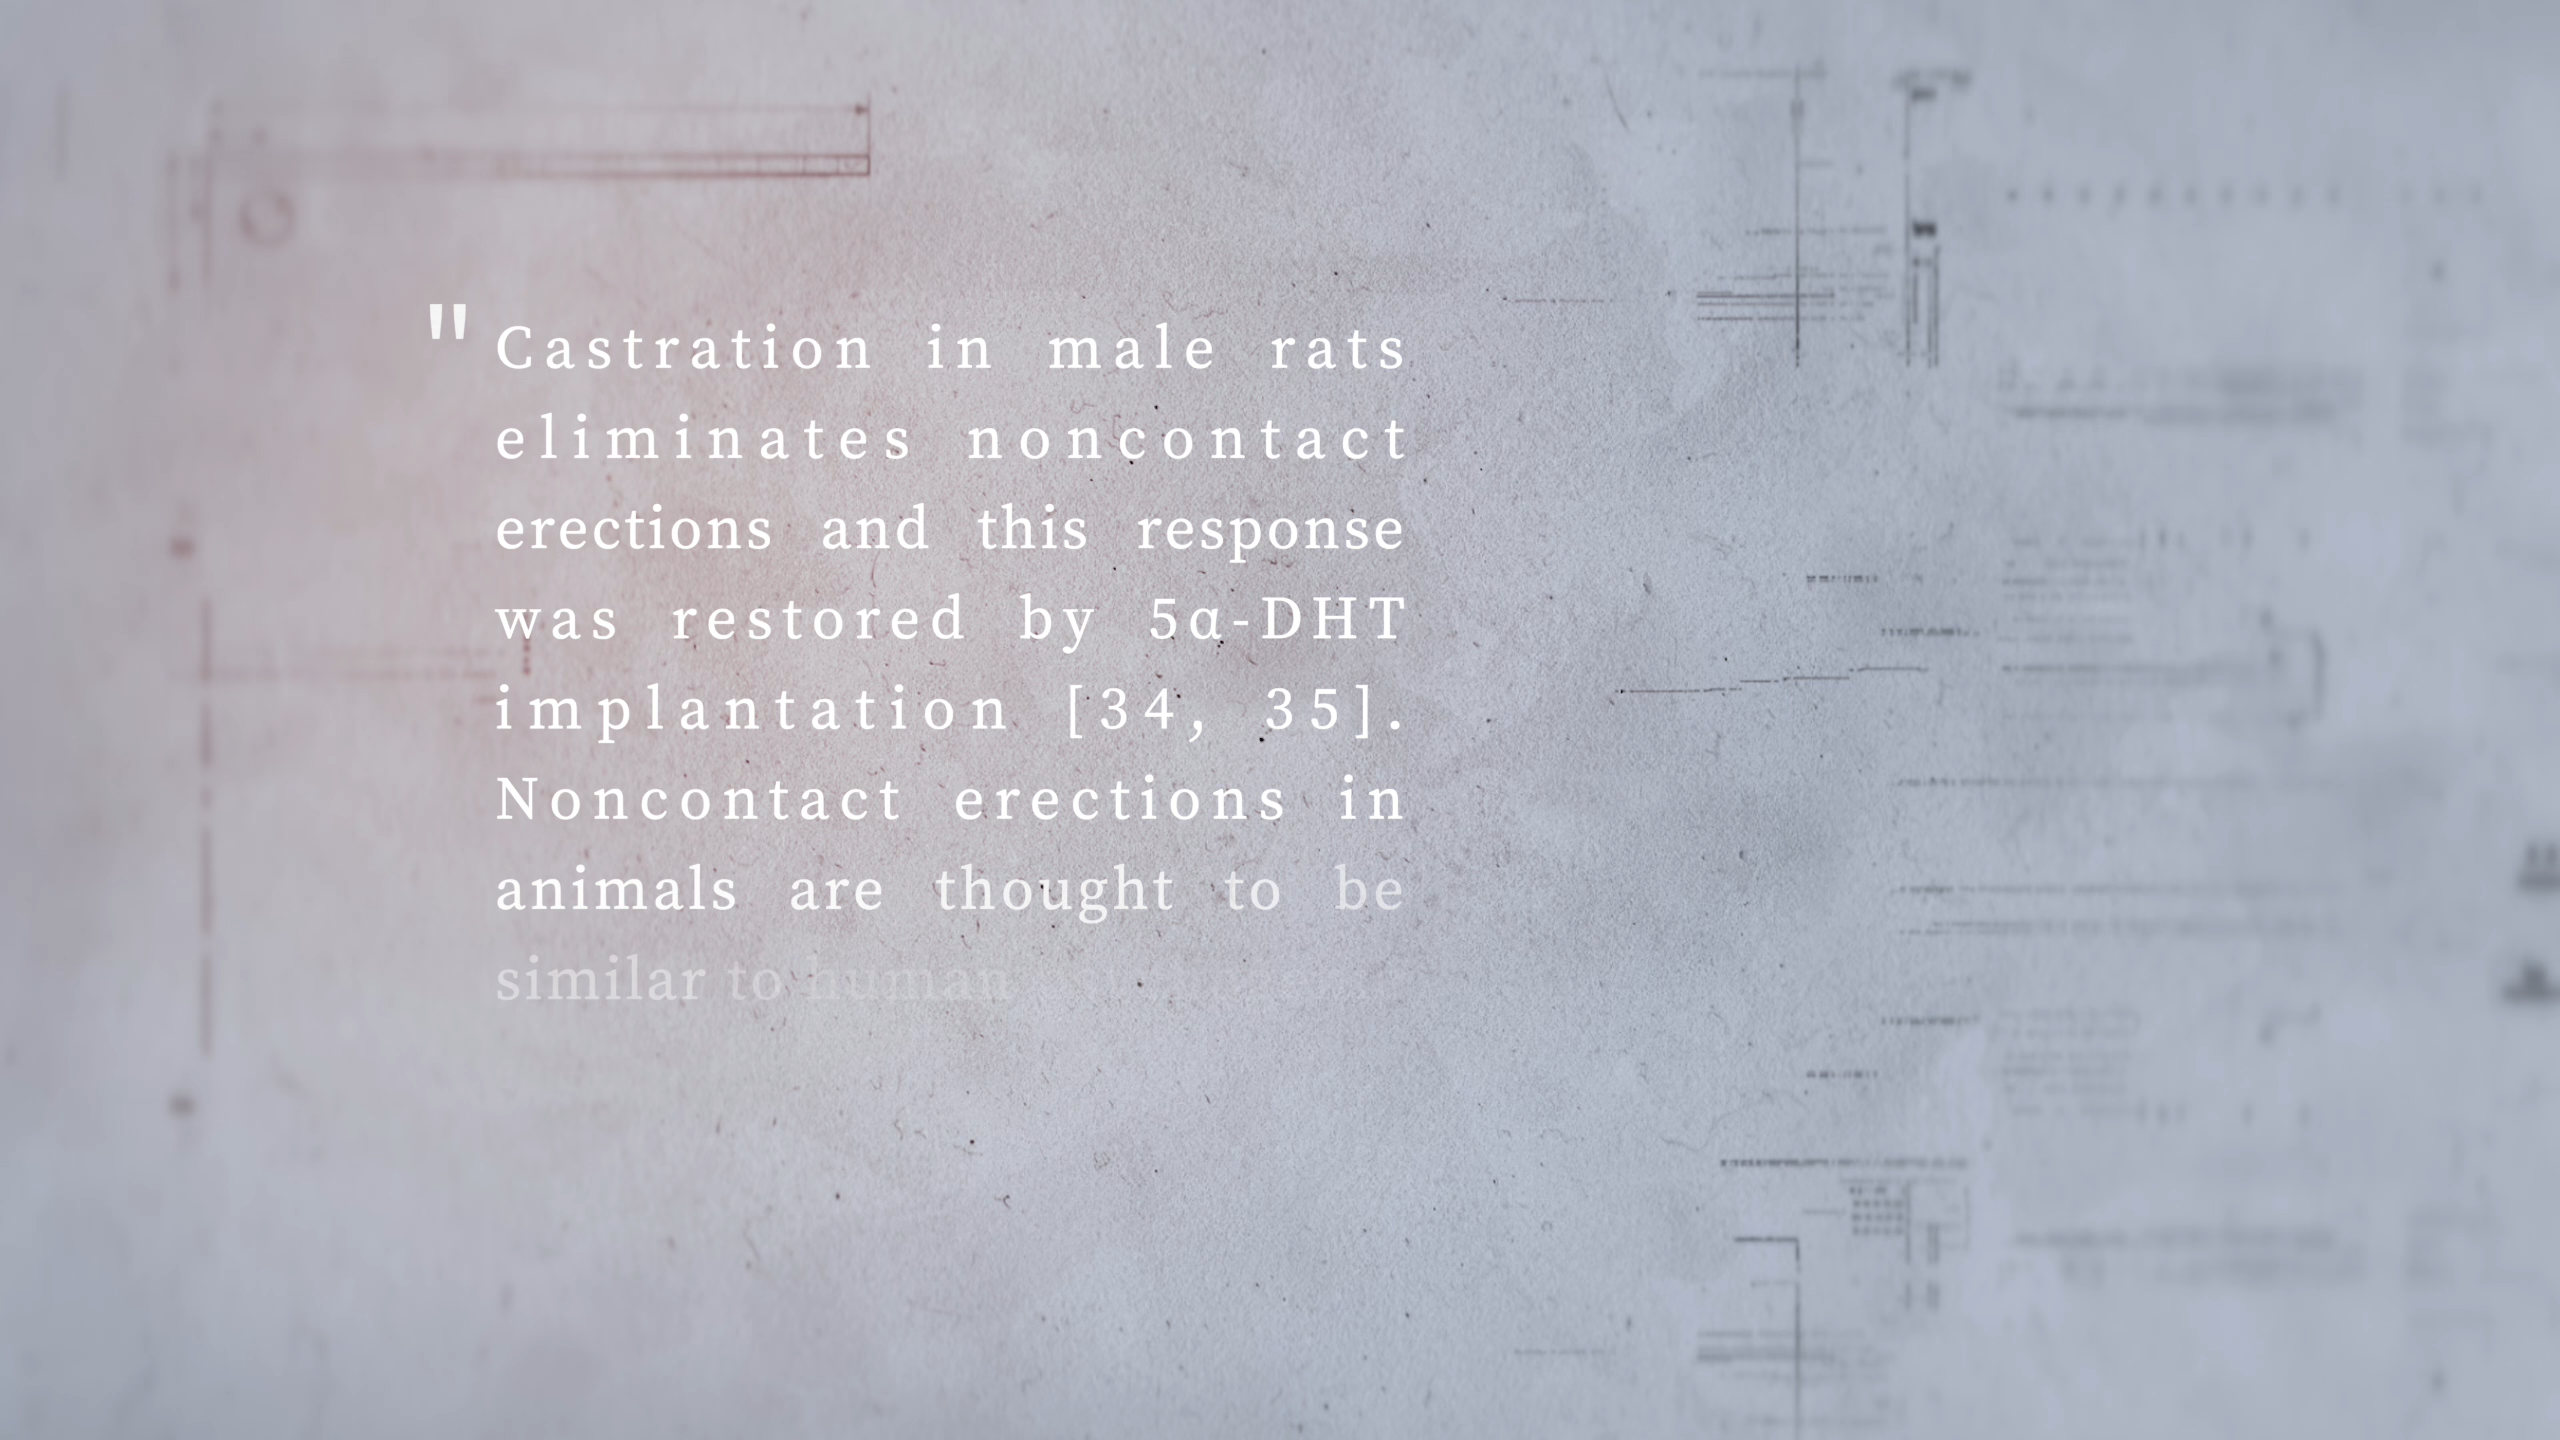 "Castration in male rats
eliminates noncontact
erections and this response
was restored by 5α-DHT
implantation [34, 35].
Noncontact erections in
animals are thought to be
similar to human